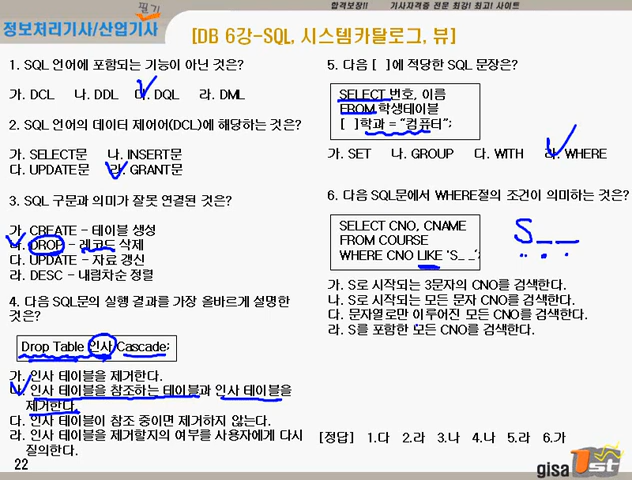 합격보장!! 기사자격증 전문 최강! 최고! 사이트
필기
정보처리기사/산업기사
[DB 6강-SQL, 시스템카탈로그, 뷰]
1. SQL 언어에 포함되는 기능이 아닌 것은?
가. DCL 나. DDL 다. DQL 라. DML
2. SQL 언어의 데이터 제어어(DCL)에 해당하는 것은?
가. SELECT문 나. INSERT문
다. UPDATE문 라. GRANT문
3. SQL 구문과 의미가 잘못 연결된 것은?
가. CREATE - 테이블 생성
나. DROP - 레코드 삭제
다. UPDATE - 자료 갱신
라. DESC - 내림차순 정렬
4. 다음 SQL문의 실행 결과를 가장 올바르게 설명한
것은?
Drop Table 인사 Cascade;
가. 인사 테이블을 제거한다.
나. 인사 테이블을 참조하는 테이블과 인사 테이블을
제거한다.
다. 인사 테이블이 참조 중이면 제거하지 않는다.
라. 인사 테이블을 제거할지의 여부를 사용자에게 다시
질의한다.
22
5. 다음 [ ]에 적당한 SQL 문장은?
SELECT 번호, 이름
FROM 학생테이블
[ ]학과 = "컴퓨터";
가. SET 나. GROUP 다. WITH 라. WHERE
6. 다음 SQL문에서 WHERE절의 조건이 의미하는 것은?
SELECT CNO, CNAME
FROM COURSE
WHERE CNO LIKE 'S_ _';
S_ _
가. S로 시작되는 3문자의 CNO를 검색한다.
나. S로 시작되는 모든 문자 CNO를 검색한다.
다. 문자열로만 이루어진 모든 CNO를 검색한다.
라. S를 포함한 모든 CNO를 검색한다.
[정답] 1.다 2.라 3.나 4.나 5.라 6.가
gisa 1st